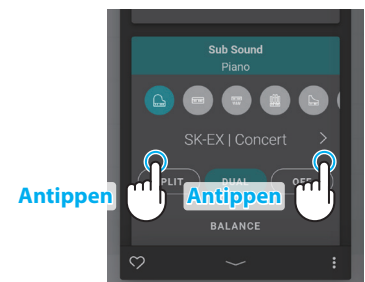 Sub Sound
Piano
SK-EX | Concert
SPLIT DUAL OFF
Antippen Antippen
BALANCE